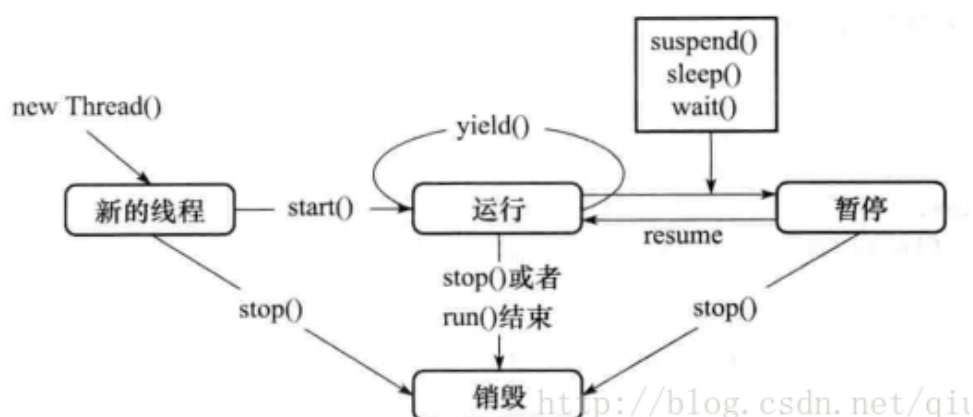 suspend()
sleep()
wait()
new Thread()
yield()
新的线程
start()
运行
暂停
resume
stop()或者
run()结束
stop()
stop()
销毁
http://blog.csdn.net/qiu